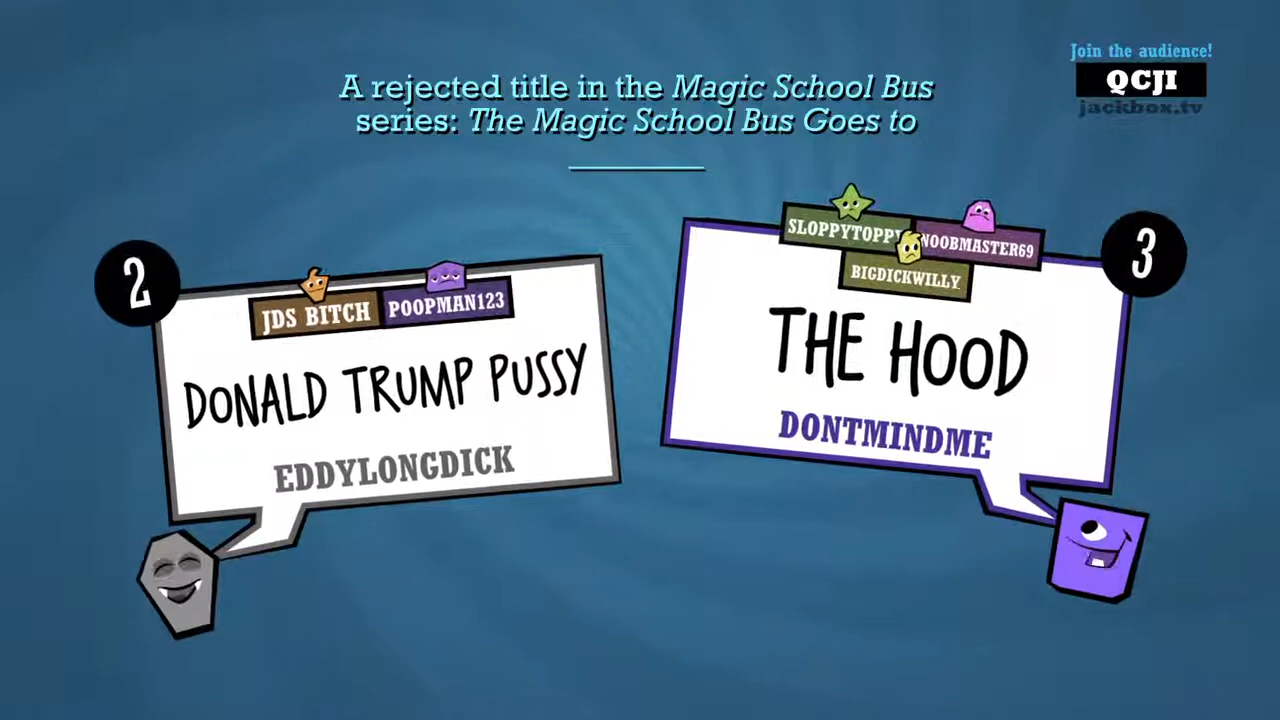 Join the audience!
QCJI
jackbox.tv
A rejected title in the Magic School Bus
series: The Magic School Bus Goes to
2
JDS BITCH
POOPMAN123
DONALD TRUMP PUSSY
EDDYLONGDICK
3
SLOPPYTOPPY
NOOBMASTER69
BIGDICKWILLY
THE HOOD
DONTMINDME